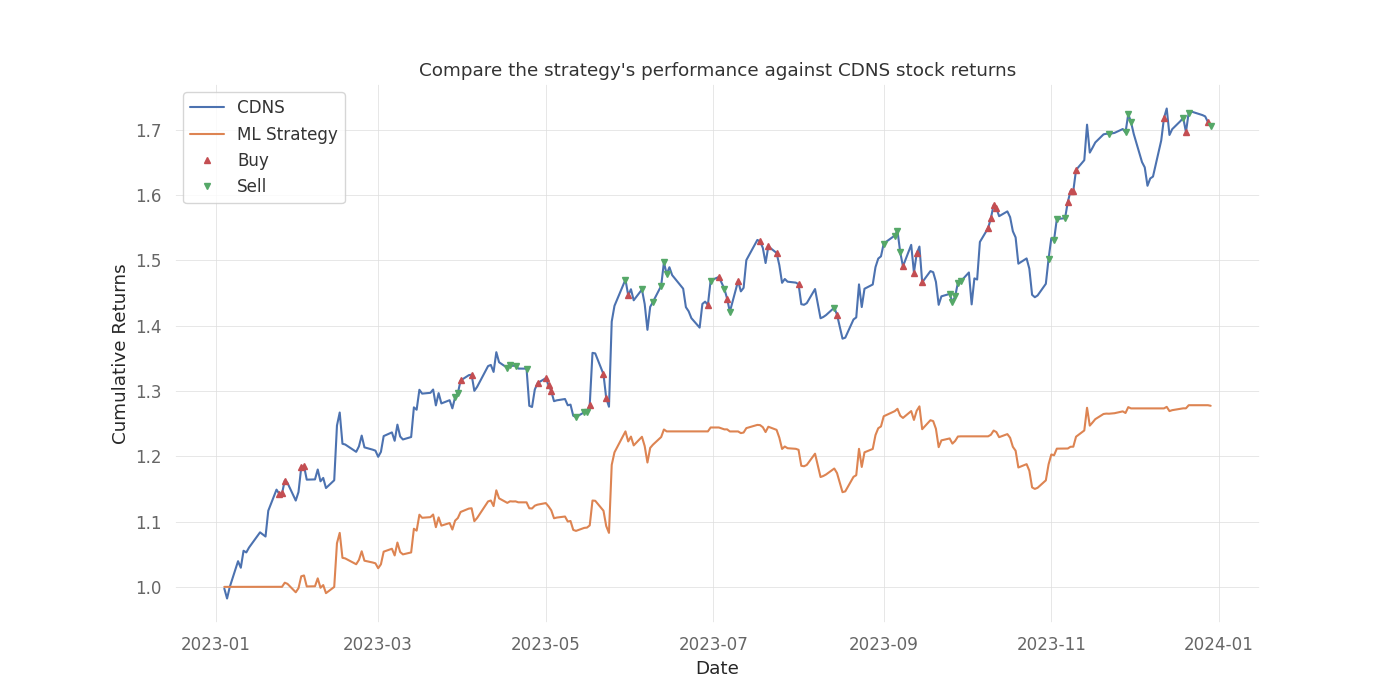 Compare the strategy's performance against CDNS stock returns
CDNS
ML Strategy
Buy
Sell
Cumulative Returns
1.7
1.6
1.5
1.4
1.3
1.2
1.1
1.0
2023-01 2023-03 2023-05 2023-07 2023-09 2023-11 2024-01
Date